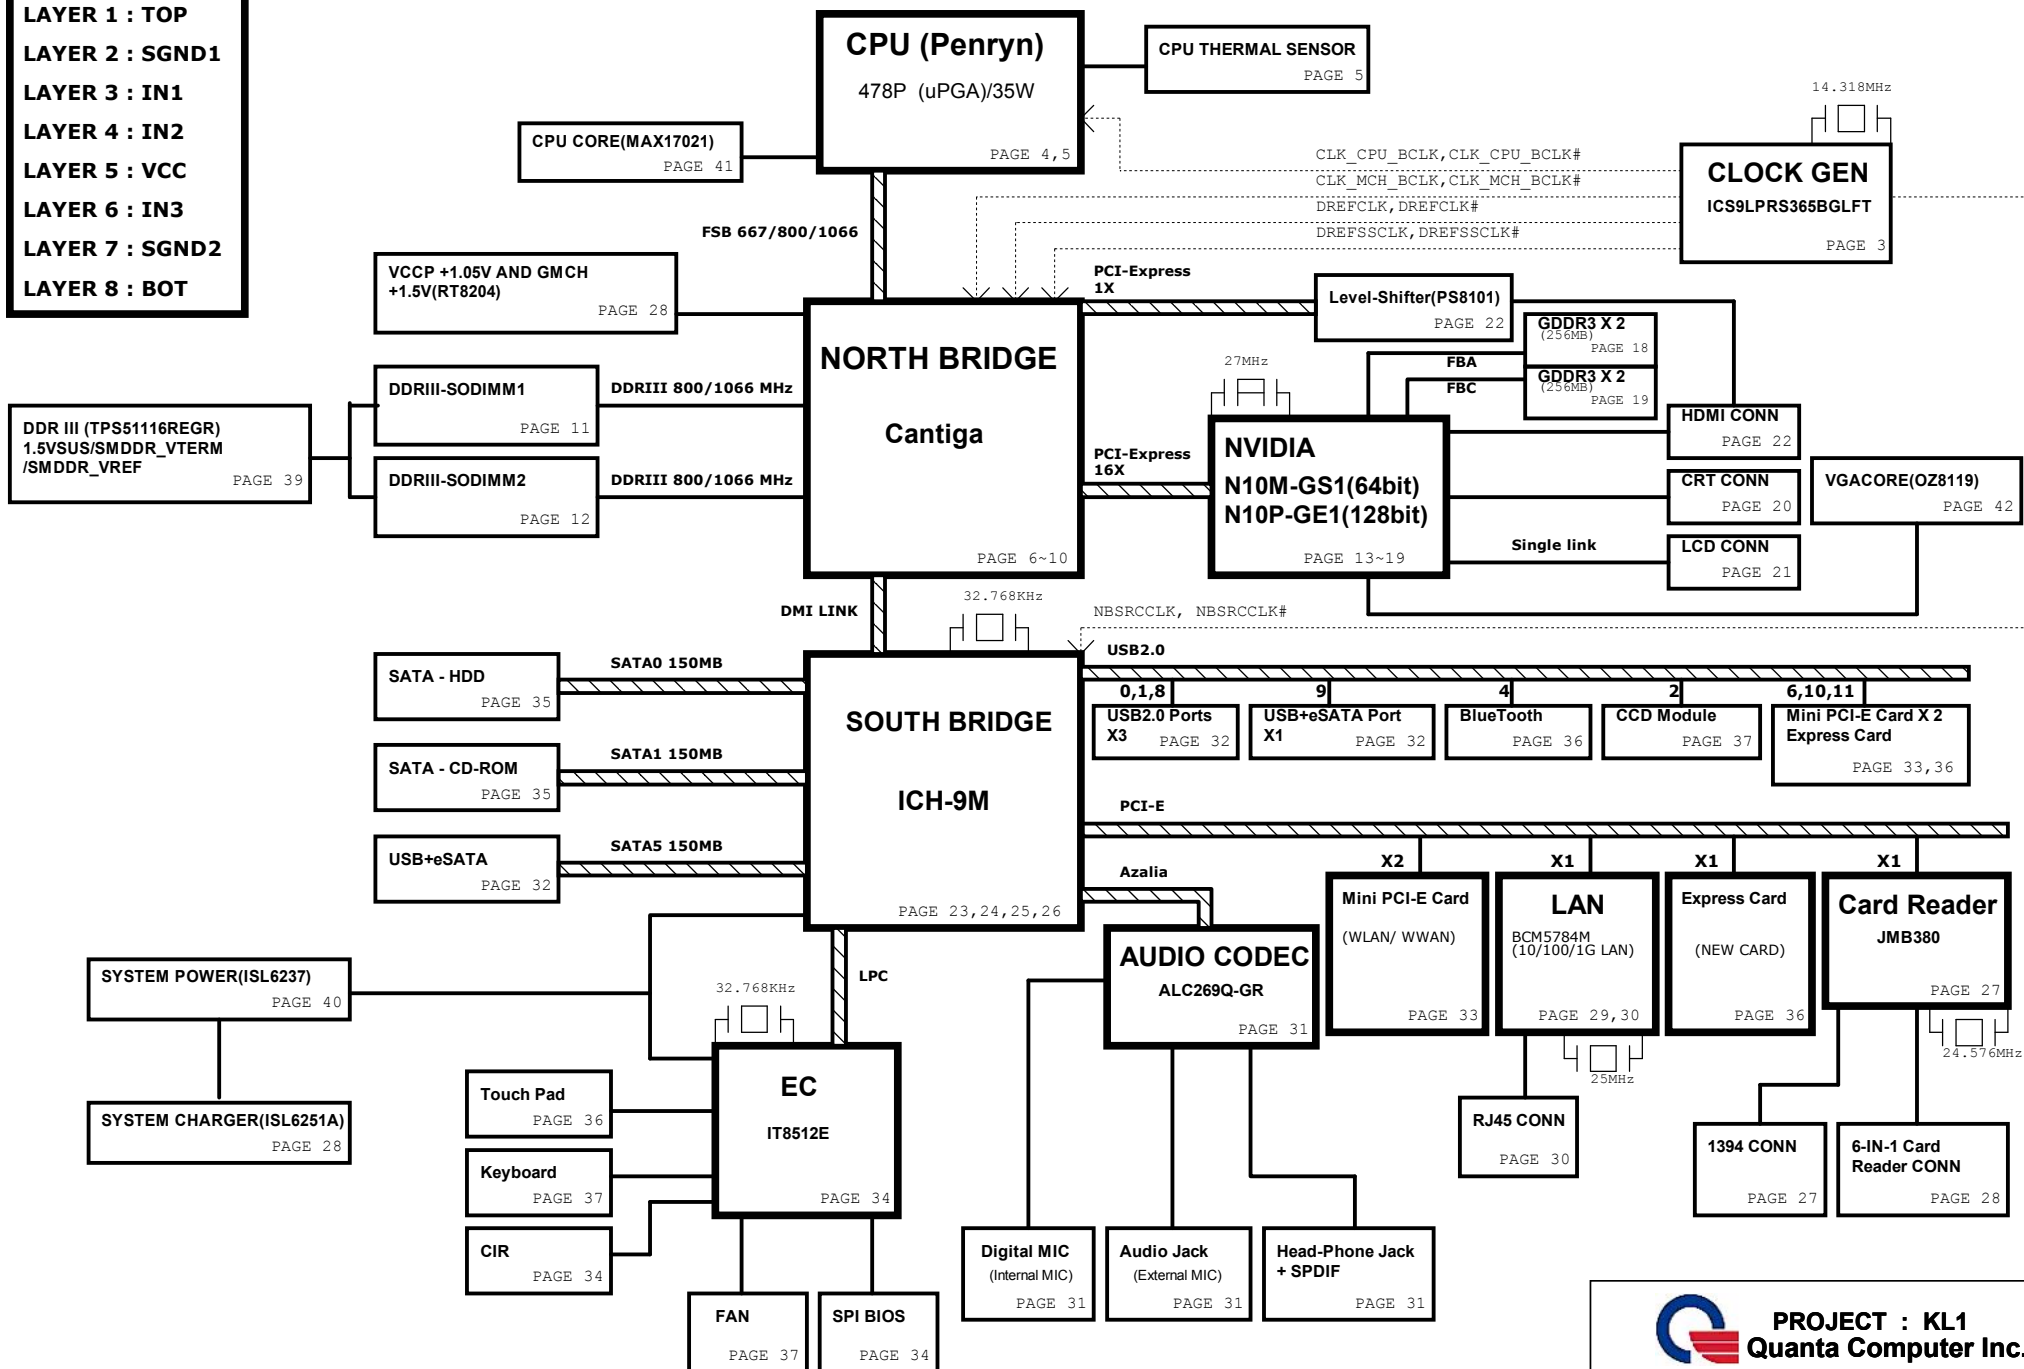 LAYER 1 : TOP
LAYER 2 : SGND1
LAYER 3 : IN1
LAYER 4 : IN2
LAYER 5 : VCC
LAYER 6 : IN3
LAYER 7 : SGND2
LAYER 8 : BOT
CPU (Penryn)
478P (uPGA)/35W
PAGE 4,5
CPU THERMAL SENSOR
PAGE 5
CPU CORE(MAX17021)
PAGE 41
14.318MHz
CLOCK GEN
ICS9LPRS365BGLFT
PAGE 3
CLK_CPU_BCLK,CLK_CPU_BCLK#
CLK_MCH_BCLK,CLK_MCH_BCLK#
DREFCLK,DREFCLK#
DREFSSCLK,DREFSSCLK#
FSB 667/800/1066
VCCP +1.05V AND GMCH
+1.5V(RT8204)
PAGE 28
NORTH BRIDGE
Cantiga
PAGE 6~10
PCI-Express
1X
Level-Shifter(PS8101)
PAGE 22
GDDR3 X 2
(256MB)
PAGE 18
FBA
GDDR3 X 2
(256MB)
PAGE 19
FBC
27MHz
DDRIII-SODIMM1
PAGE 11
DDRIII 800/1066 MHz
DDR III (TPS51116REGR)
1.5VSUS/SMDDR_VTERM
/SMDDR_VREF
PAGE 39
DDRIII-SODIMM2
PAGE 12
DDRIII 800/1066 MHz
PCI-Express
16X
NVIDIA
N10M-GS1(64bit)
N10P-GE1(128bit)
PAGE 13~19
HDMI CONN
PAGE 22
CRT CONN
PAGE 20
Single link
LCD CONN
PAGE 21
VGACORE(OZ8119)
PAGE 42
DMI LINK
32.768KHz
NBSRCCLK, NBSRCCLK#
SATA - HDD
PAGE 35
SATA0 150MB
SATA - CD-ROM
PAGE 35
SATA1 150MB
USB+eSATA
PAGE 32
SATA5 150MB
SOUTH BRIDGE
ICH-9M
PAGE 23,24,25,26
USB2.0
0,1,8
USB2.0 Ports
X3
PAGE 32
9
USB+eSATA Port
X1
PAGE 32
4
BlueTooth
PAGE 36
2
CCD Module
PAGE 37
6,10,11
Mini PCI-E Card X 2
Express Card
PAGE 33,36
PCI-E
X2
Mini PCI-E Card
(WLAN/ WWAN)
PAGE 33
X1
LAN
BCM5784M
(10/100/1G LAN)
PAGE 29,30
25MHz
X1
Express Card
(NEW CARD)
PAGE 36
X1
Card Reader
JMB380
PAGE 27
24.576MHz
Azalia
AUDIO CODEC
ALC269Q-GR
PAGE 31
SYSTEM POWER(ISL6237)
PAGE 40
SYSTEM CHARGER(ISL6251A)
PAGE 28
LPC
32.768KHz
EC
IT8512E
PAGE 34
Touch Pad
PAGE 36
Keyboard
PAGE 37
CIR
PAGE 34
FAN
PAGE 37
SPI BIOS
PAGE 34
Digital MIC
(Internal MIC)
PAGE 31
Audio Jack
(External MIC)
PAGE 31
Head-Phone Jack
+ SPDIF
PAGE 31
RJ45 CONN
PAGE 30
1394 CONN
PAGE 27
6-IN-1 Card
Reader CONN
PAGE 28
PROJECT : KL1
Quanta Computer Inc.